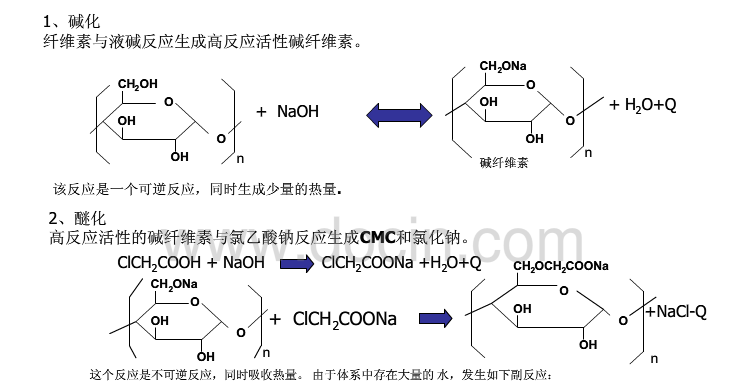 1、碱化
纤维素与液碱反应生成高反应活性碱纤维素。
CH₂OH
O
OH
OH
O
n
+ NaOH
CH₂ONa
O
OH
OH
O
n
+ H₂O+Q
碱纤维素
该反应是一个可逆反应，同时生成少量的热量.
2、醚化
高反应活性的碱纤维素与氯乙酸钠反应生成CMC和氯化钠。
www.docin.com
ClCH₂COOH + NaOH ClCH₂COONa +H₂O+Q
CH₂ONa
O
OH
OH
O
n
+ ClCH₂COONa
CH₂OCH₂COONa
O
OH
OH
O
n
+NaCl-Q
这个反应是不可逆反应，同时吸收热量。 由于体系中存在大量的 水，发生如下副反应：